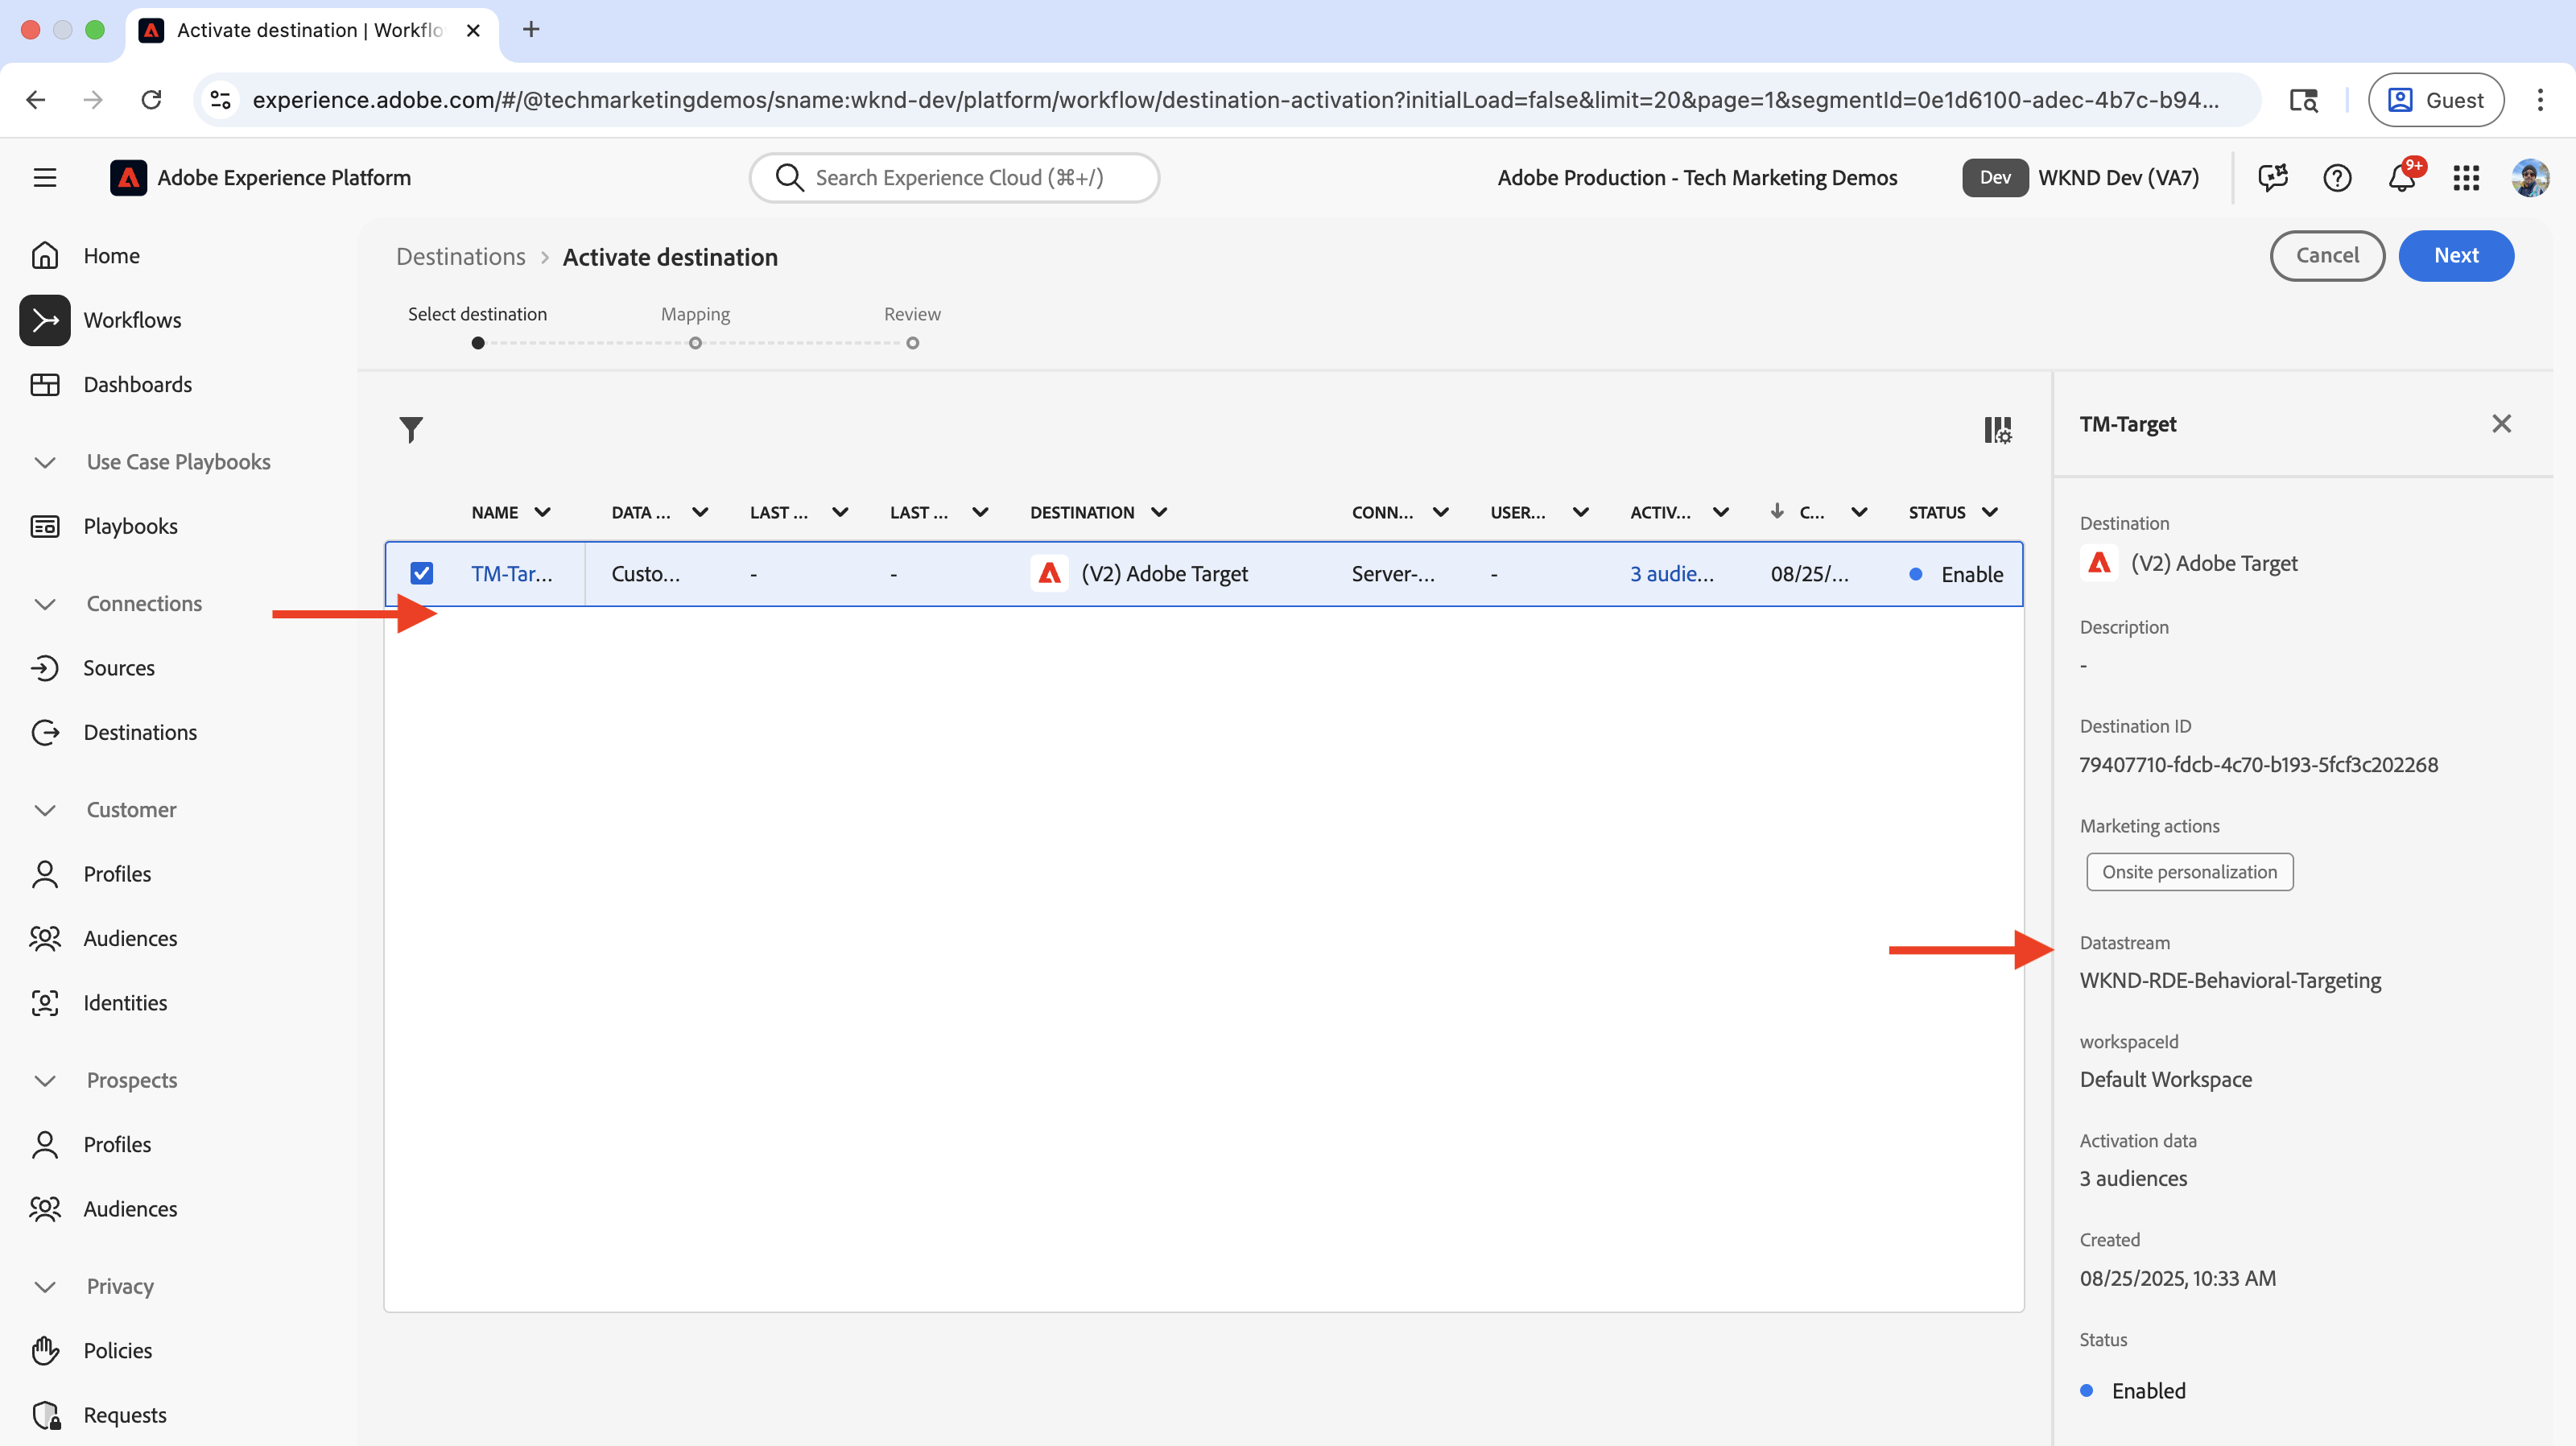 Activate destination | Workflo
experience.adobe.com/#/@techmarketingdemos/sname:wknd-dev/platform/workflow/destination-activation?initialLoad=false&limit=20&page=1&segmentId=0e1d6100-adec-4b7c-b94...
Guest
Adobe Experience Platform
Search Experience Cloud (⌘+/)
Adobe Production - Tech Marketing Demos
Dev
WKND Dev (VA7)
9+
Home
Workflows
Dashboards
Use Case Playbooks
Playbooks
Connections
Sources
Destinations
Customer
Profiles
Audiences
Identities
Prospects
Profiles
Audiences
Privacy
Policies
Requests
Destinations > Activate destination
Cancel
Next
Select destination
Mapping
Review
NAME DATA ... LAST ... LAST ... DESTINATION CONN... USER... ACTIV... C... STATUS
TM-Tar... Custo... - - (V2) Adobe Target Server-... - 3 audie... 08/25/... Enable
TM-Target
Destination
(V2) Adobe Target
Description
-
Destination ID
79407710-fdcb-4c70-b193-5fcf3c202268
Marketing actions
Onsite personalization
Datastream
WKND-RDE-Behavioral-Targeting
workspaceId
Default Workspace
Activation data
3 audiences
Created
08/25/2025, 10:33 AM
Status
Enabled